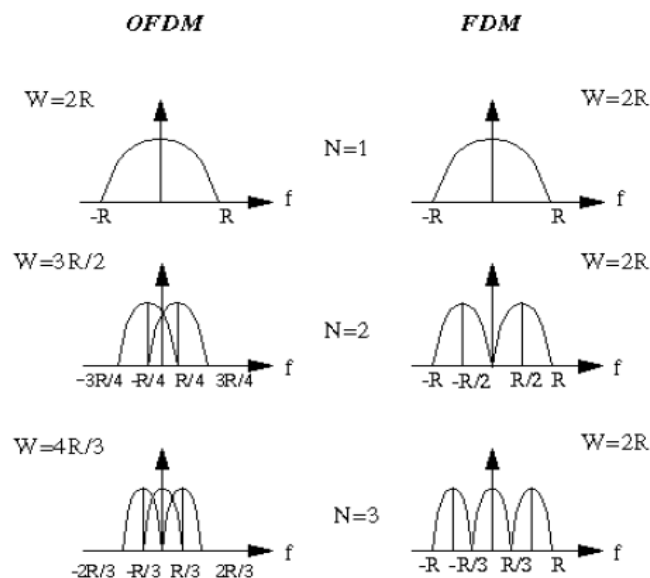 OFDM FDM
W=2R W=2R
N=1
-R R f -R R f
W=3R/2 W=2R
N=2
-3R/4 -R/4 R/4 3R/4 f -R -R/2 R/2 R f
W=4R/3 W=2R
N=3
-2R/3 -R/3 R/3 2R/3 f -R -R/3 R/3 R f